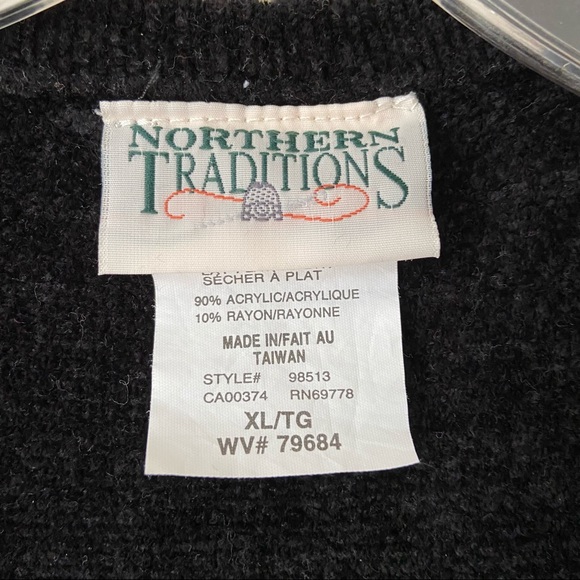 NORTHERN
TRADITIONS
SÉCHER À PLAT
90% ACRYLIC/ACRYLIQUE
10% RAYON/RAYONNE
MADE IN/FAIT AU
TAIWAN
STYLE# 98513
CA00374 RN69778
XL/TG
WV# 79684